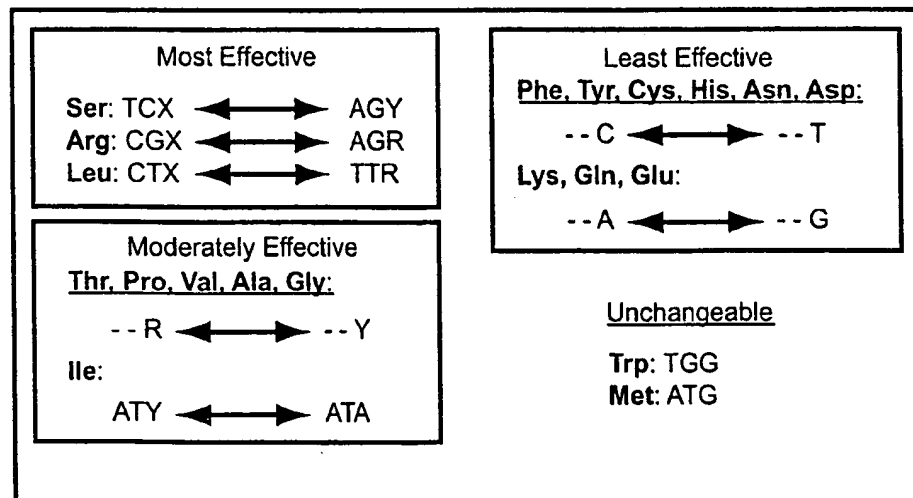 Most Effective
Ser: TCX ↔ AGY
Arg: CGX ↔ AGR
Leu: CTX ↔ TTR
Moderately Effective
Thr, Pro, Val, Ala, Gly:
--R ↔ --Y
Ile:
ATY ↔ ATA
Least Effective
Phe, Tyr, Cys, His, Asn, Asp:
--C ↔ --T
Lys, Gln, Glu:
--A ↔ --G
Unchangeable
Trp: TGG
Met: ATG